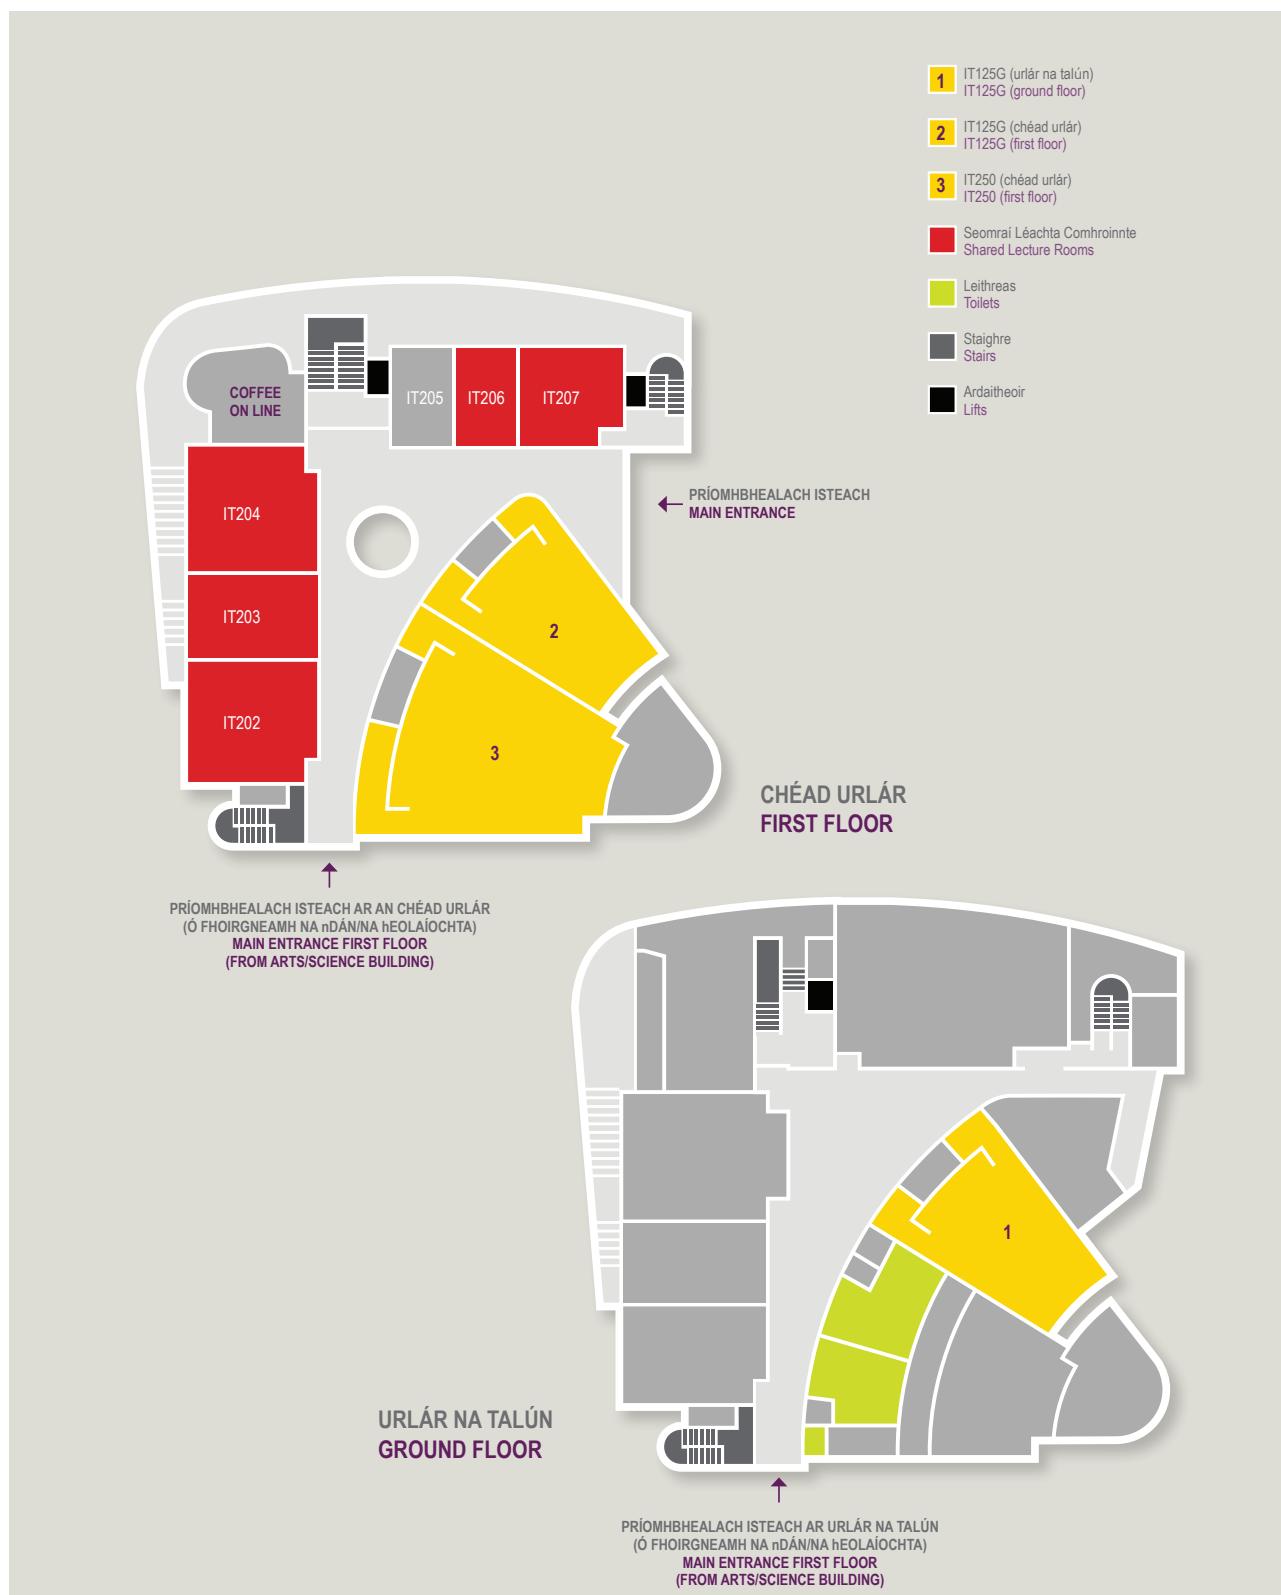 1
IT125G (urlár na talún)
IT125G (ground floor)
2
IT125G (chéad urlár)
IT125G (first floor)
3
IT250 (chéad urlár)
IT250 (first floor)
Seomraí Léachta Comhroinnte
Shared Lecture Rooms
Leithreas
Toilets
Staighre
Stairs
Ardaitheoir
Lifts
COFFEE
ON LINE
IT205
IT206
IT207
IT204
IT203
IT202
2
3
PRÍOMHBHEALACH ISTEACH
MAIN ENTRANCE
CHÉAD URLÁR
FIRST FLOOR
PRÍOMHBHEALACH ISTEACH AR AN CHÉAD URLÁR
(Ó FHOIRGNEAMH NA nDÁN/NA hEOLAÍOCHTA)
MAIN ENTRANCE FIRST FLOOR
(FROM ARTS/SCIENCE BUILDING)
1
URLÁR NA TALÚN
GROUND FLOOR
PRÍOMHBHEALACH ISTEACH AR URLÁR NA TALÚN
(Ó FHOIRGNEAMH NA nDÁN/NA hEOLAÍOCHTA)
MAIN ENTRANCE FIRST FLOOR
(FROM ARTS/SCIENCE BUILDING)